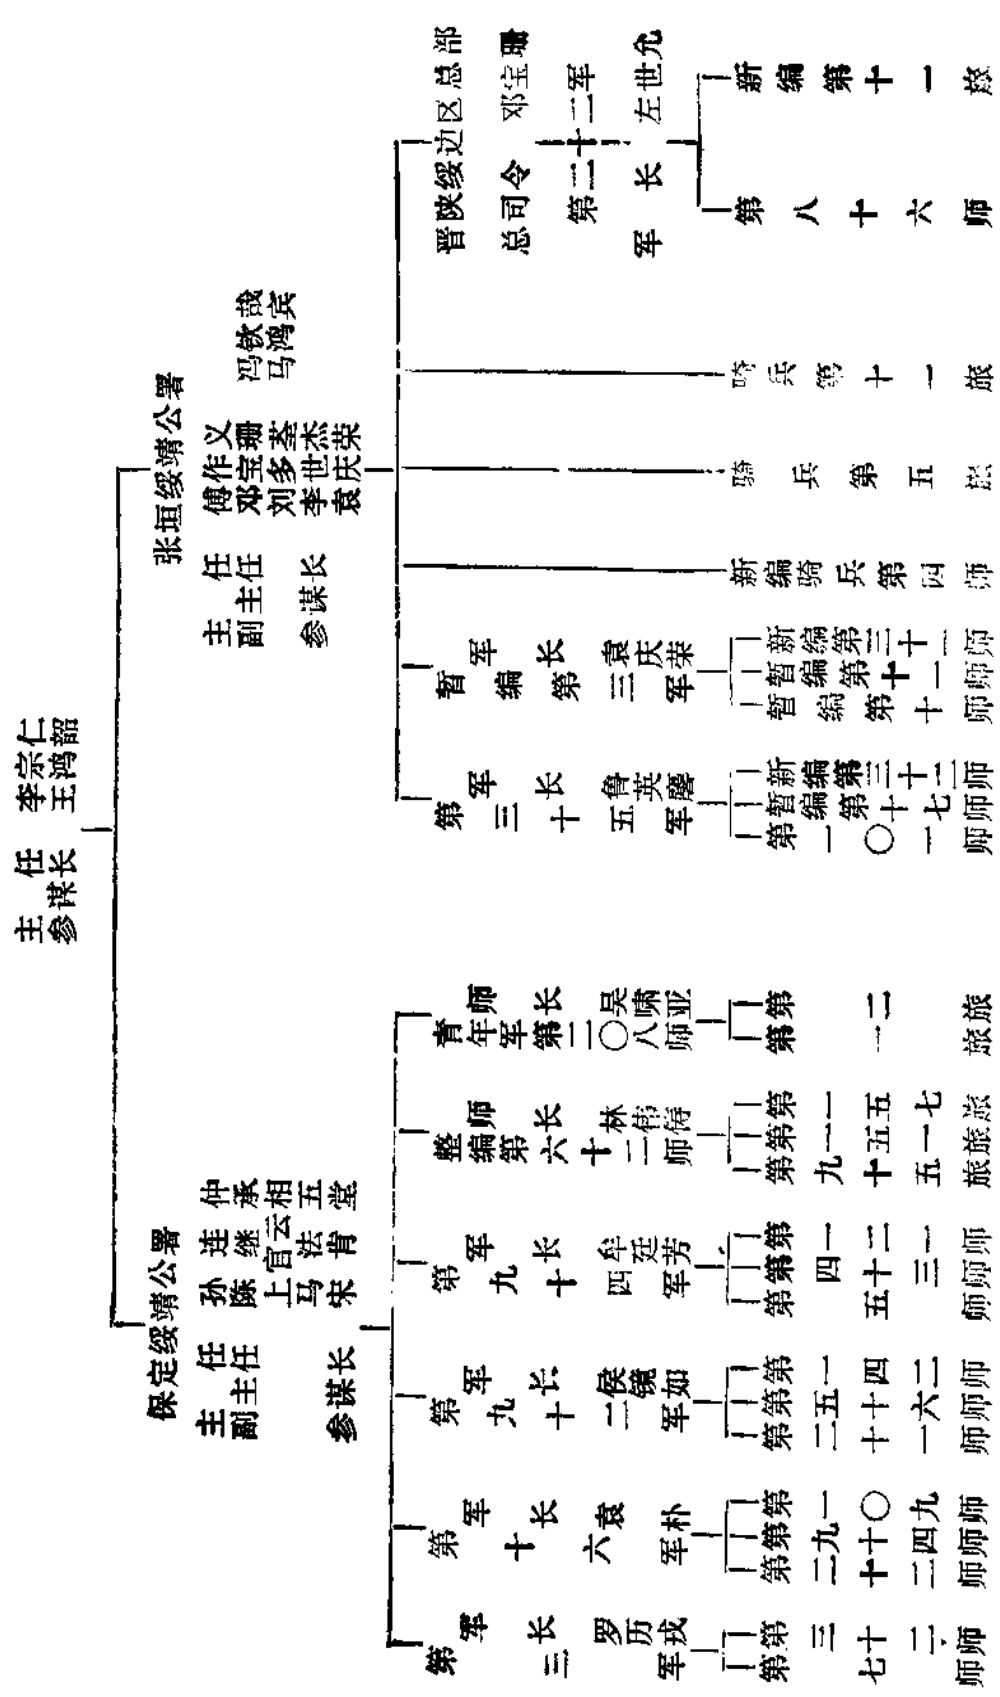 主任 李宗仁
参谋长 王鸿韶
保定绥靖公署
主任 孙连仲
副主任 陈继承
上官云相
马法五
参谋长 宋肯堂
第三军
军长罗历戎
第七师
第三十二师
第十六军
军长袁朴
第二十二师
第九十四师
第一〇九师
第九十二军
军长侯镜如
第二十一师
第五十六师
第一四二师
第九十四军
军长牟廷芳
第五师
第四十三师
第一二一师
整编第六十二师
师长林伟俦
第九十五旅
第一五一旅
第一五七旅
青年军第二〇八师
师长吴啸亚
第一旅
第二旅
张垣绥靖公署
主任 傅作义
副主任 邓宝珊 冯钦哉
刘多荃 马鸿宾
参谋长 李世杰
袁庆荣
第三十五军
军长鲁英麐
第一〇一师
暂编第十七师
新编第三十二师
暂编第三军
军长袁庆荣
暂编第十师
暂编第十一师
新编第三十一师
新编骑兵第四师
骑兵第五旅
骑兵第十一旅
晋陕绥边区总部
总司令 邓宝珊
第二十二军
军长 左世允
第八十六师
新编第十一旅